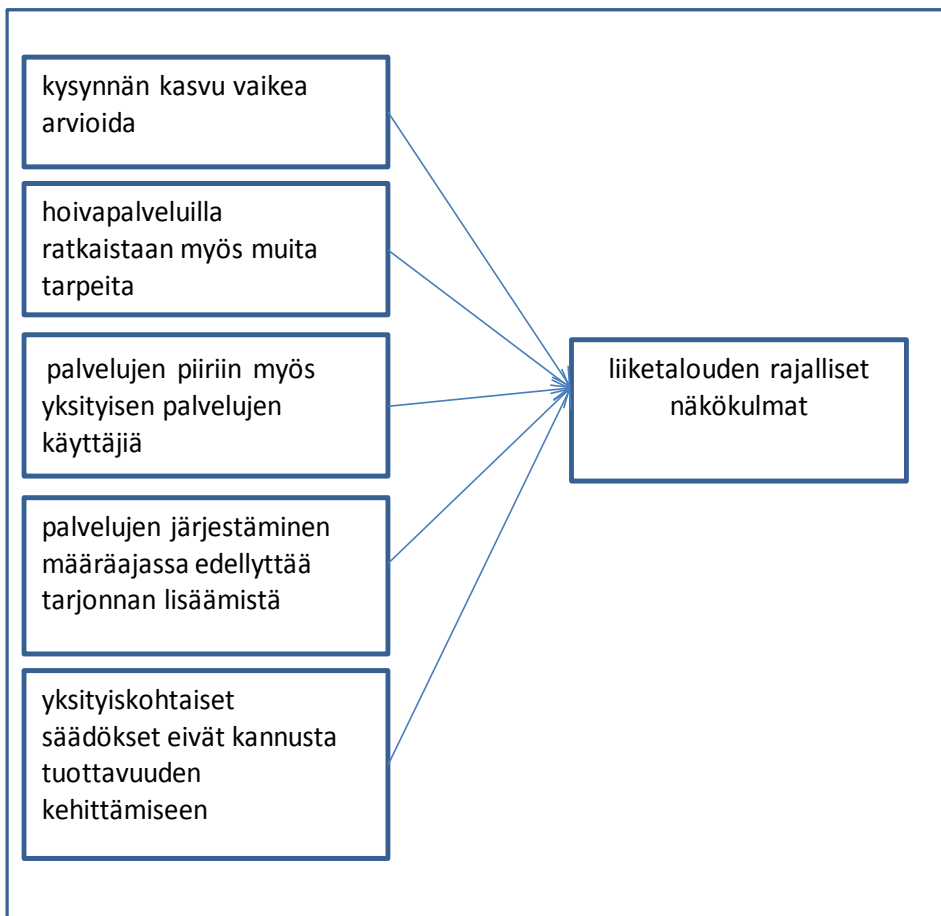 kysynnän kasvu vaikea
arvioida
hoivapalveluilla
ratkaistaan myös muita
tarpeita
palvelujen piiriin myös
yksityisen palvelujen
käyttäjiä
palvelujen järjestäminen
määräajassa edellyttää
tarjonnan lisäämistä
yksityiskohtaiset
säädökset eivät kannusta
tuottavuuden
kehittämiseen
liiketalouden rajalliset
näkökulmat